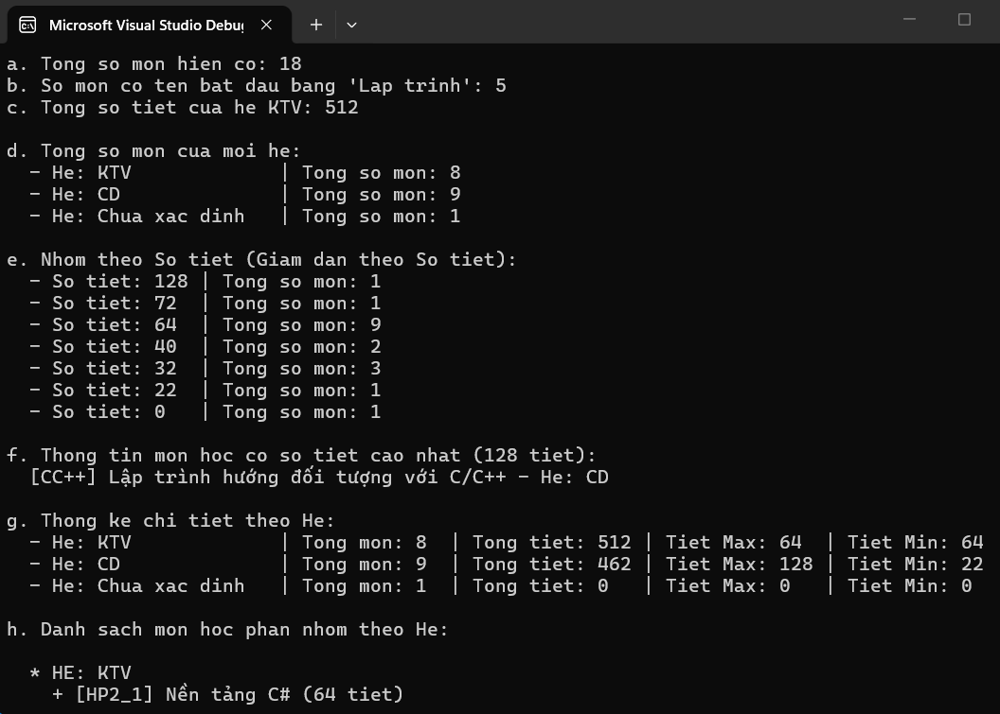 Microsoft Visual Studio Debu
a. Tong so mon hien co: 18
b. So mon co ten bat dau bang 'Lap trinh': 5
c. Tong so tiet cua he KTV: 512
d. Tong so mon cua moi he:
- He: KTV | Tong so mon: 8
- He: CD | Tong so mon: 9
- He: Chua xac dinh | Tong so mon: 1
e. Nhom theo So tiet (Giam dan theo So tiet):
- So tiet: 128 | Tong so mon: 1
- So tiet: 72 | Tong so mon: 1
- So tiet: 64 | Tong so mon: 9
- So tiet: 40 | Tong so mon: 2
- So tiet: 32 | Tong so mon: 3
- So tiet: 22 | Tong so mon: 1
- So tiet: 0 | Tong so mon: 1
f. Thong tin mon hoc co so tiet cao nhat (128 tiet):
[CC++] Lập trình hướng đối tượng với C/C++ - He: CD
g. Thong ke chi tiet theo He:
- He: KTV | Tong mon: 8 | Tong tiet: 512 | Tiet Max: 64 | Tiet Min: 64
- He: CD | Tong mon: 9 | Tong tiet: 462 | Tiet Max: 128 | Tiet Min: 22
- He: Chua xac dinh | Tong mon: 1 | Tong tiet: 0 | Tiet Max: 0 | Tiet Min: 0
h. Danh sach mon hoc phan nhom theo He:
* HE: KTV
+ [HP2_1] Nền tảng C# (64 tiet)